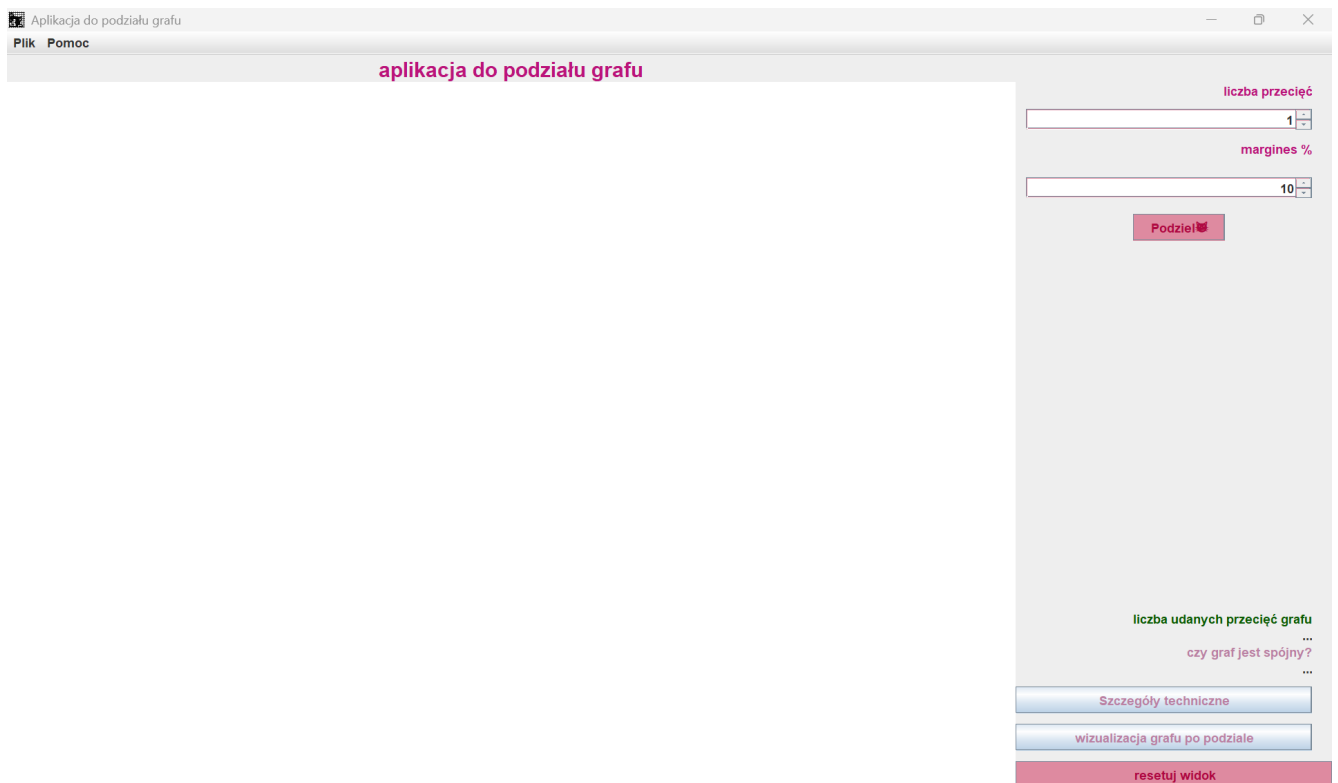 Aplikacja do podziału grafu
Plik Pomoc
aplikacja do podziału grafu
liczba przecięć
1
margines %
10
Podziel
liczba udanych przecięć grafu
...
czy graf jest spójny?
...
Szczegóły techniczne
wizualizacja grafu po podziale
resetuj widok